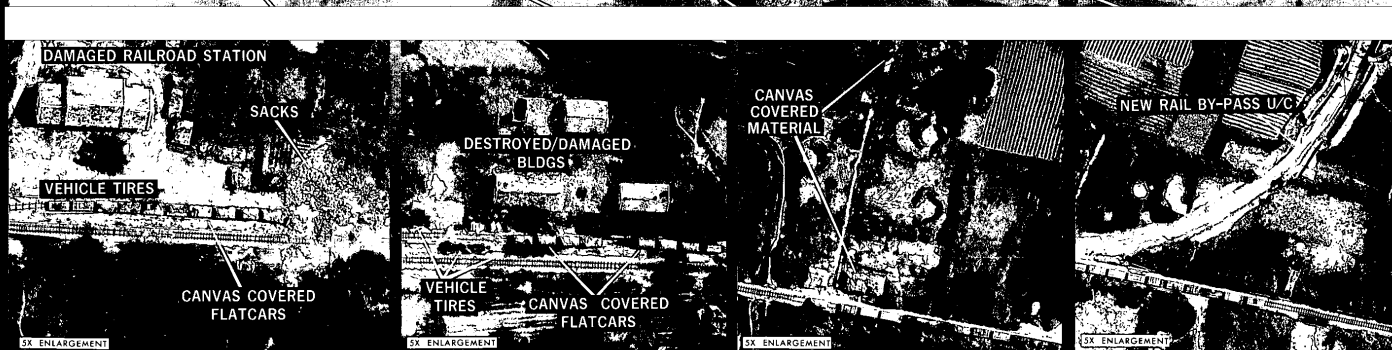 DAMAGED RAILROAD STATION
SACKS
VEHICLE TIRES
CANVAS COVERED
FLATCARS
5X ENLARGEMENT
DESTROYED/DAMAGED
BLDGS
VEHICLE
TIRES
CANVAS COVERED
FLATCARS
5X ENLARGEMENT
CANVAS
COVERED
MATERIAL
5X ENLARGEMENT
NEW RAIL BY-PASS U/C
5X ENLARGEMENT